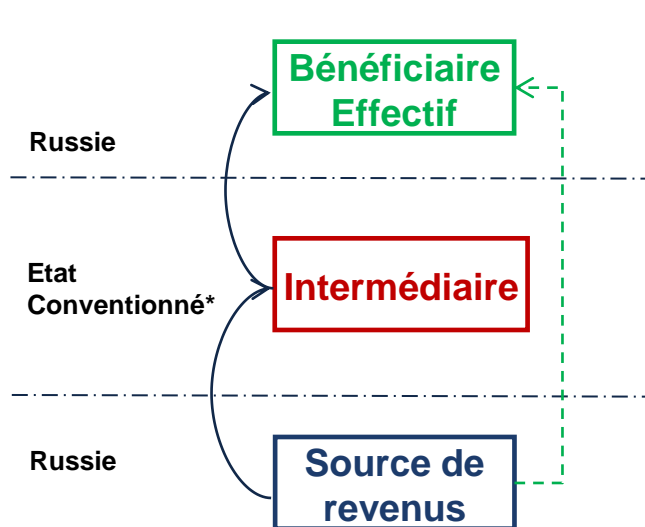 Bénéficiaire
Effectif
Russie
Etat
Conventionné*
Intermédiaire
Russie
Source de
revenus